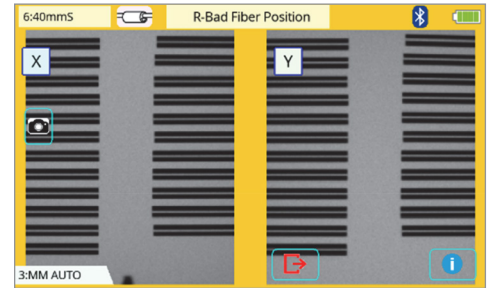 6:40mmS
R-Bad Fiber Position
X
Y
3:MM AUTO
i